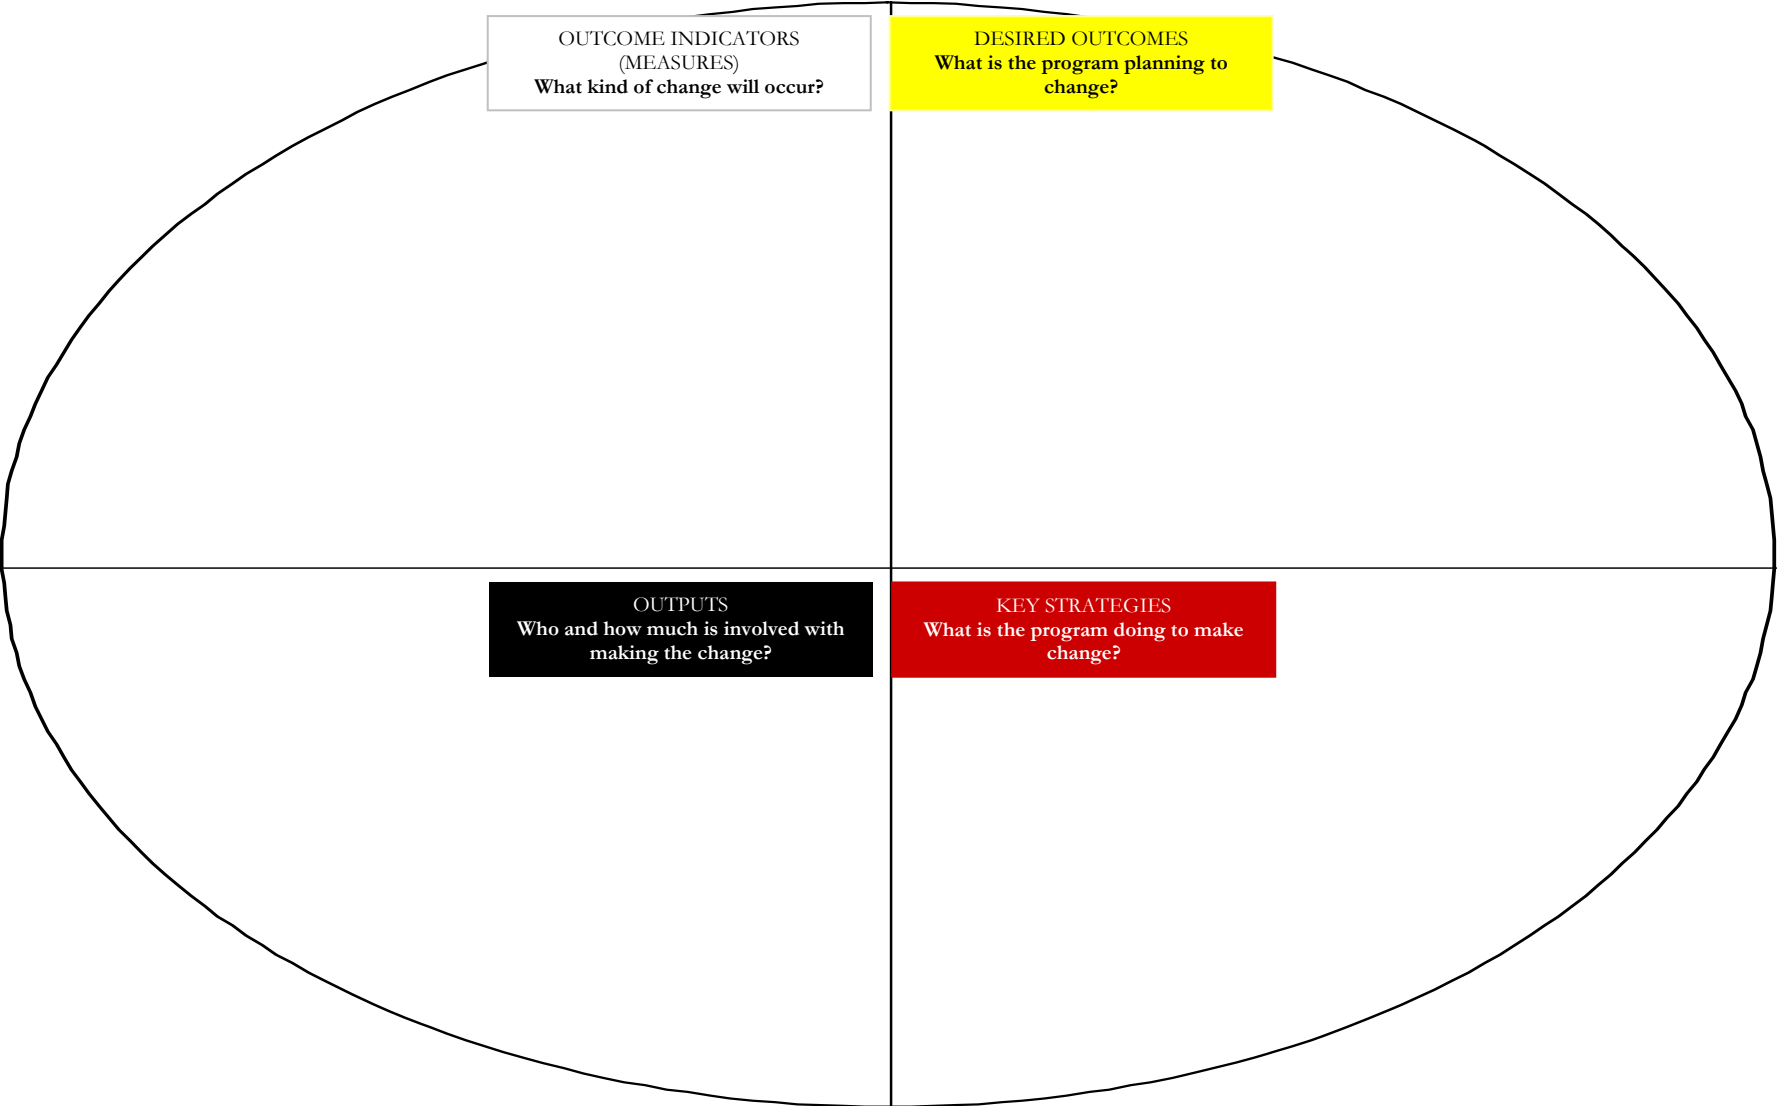 OUTCOME INDICATORS
(MEASURES)
What kind of change will occur?
DESIRED OUTCOMES
What is the program planning to
change?
OUTPUTS
Who and how much is involved with
making the change?
KEY STRATEGIES
What is the program doing to make
change?